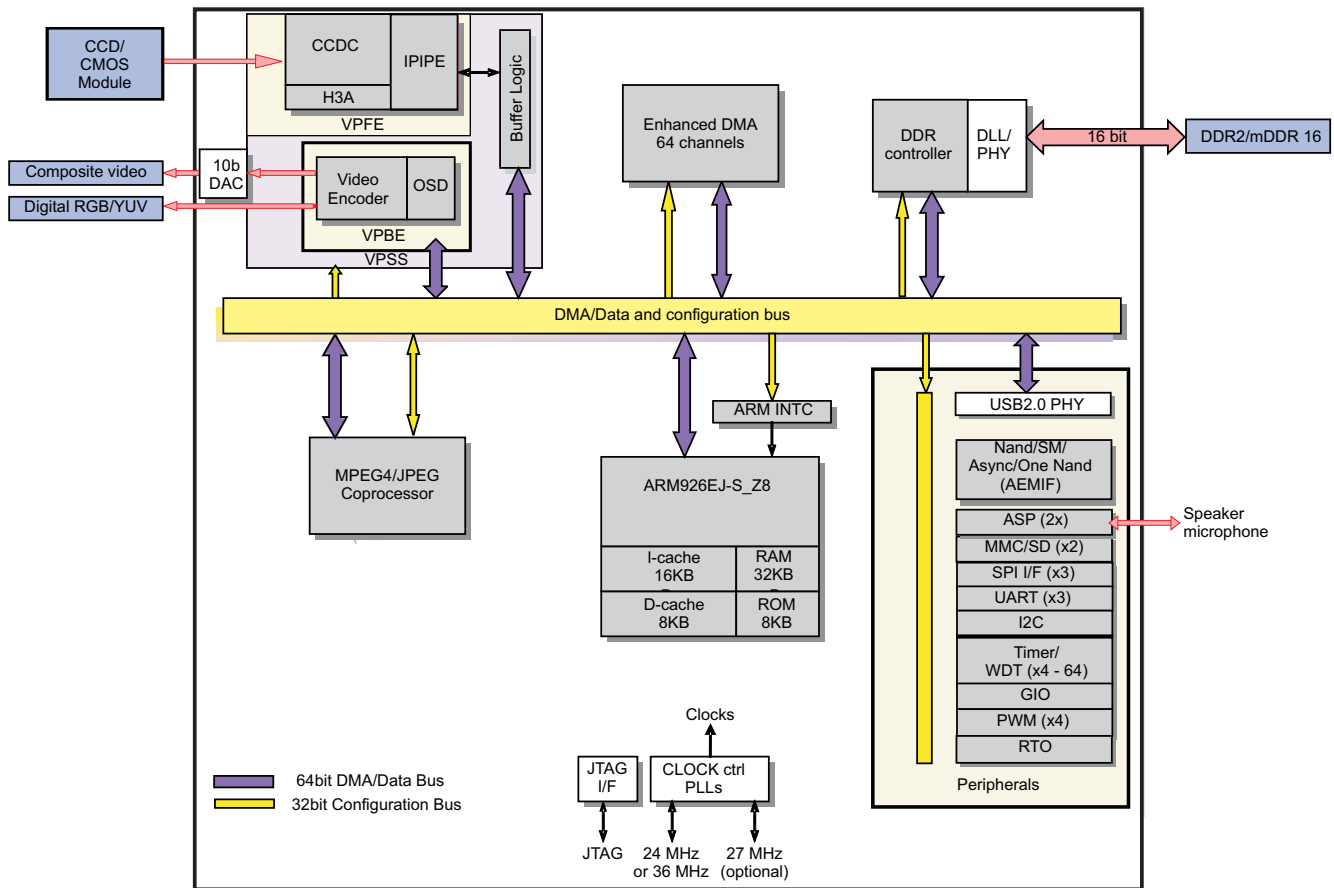 CCD/
CMOS
Module
CCDC
IPIPE
H3A
VPFE
Buffer Logic
Composite video
10b
DAC
Digital RGB/YUV
Video
Encoder
OSD
VPBE
VPSS
Enhanced DMA
64 channels
DDR
controller
DLL/
PHY
16 bit
DDR2/mDDR 16
DMA/Data and configuration bus
MPEG4/JPEG
Coprocessor
ARM INTC
ARM926EJ-S_Z8
I-cache
16KB
RAM
32KB
D-cache
8KB
ROM
8KB
USB2.0 PHY
Nand/SM/
Async/One Nand
(AEMIF)
ASP (2x)
Speaker
microphone
MMC/SD (x2)
SPI I/F (x3)
UART (x3)
I2C
Timer/
WDT (x4 - 64)
GIO
PWM (x4)
RTO
Peripherals
Clocks
JTAG
I/F
CLOCK ctrl
PLLs
JTAG
24 MHz
or 36 MHz
27 MHz
(optional)
64bit DMA/Data Bus
32bit Configuration Bus